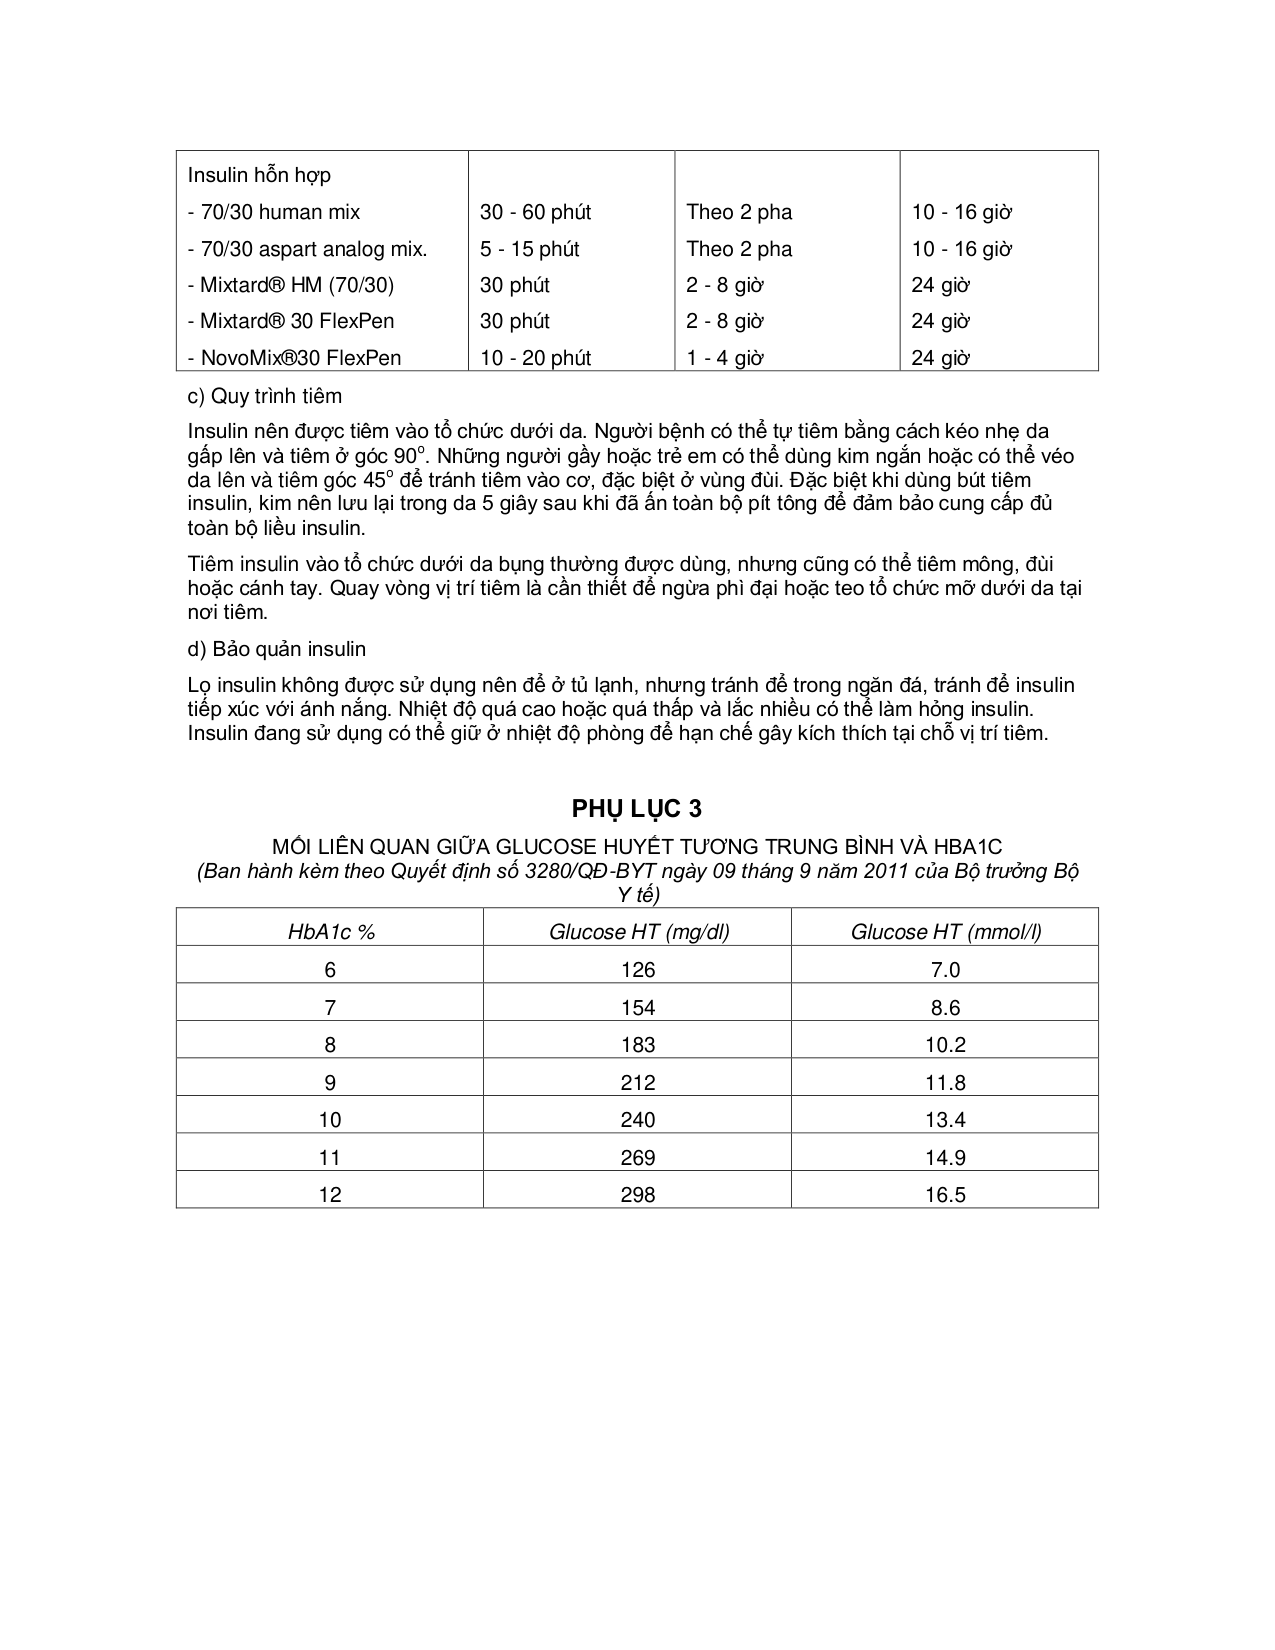 Insulin hỗn hợp
- 70/30 human mix 30 - 60 phút Theo 2 pha 10 - 16 giờ
- 70/30 aspart analog mix. 5 - 15 phút Theo 2 pha 10 - 16 giờ
- Mixtard® HM (70/30) 30 phút 2 - 8 giờ 24 giờ
- Mixtard® 30 FlexPen 30 phút 2 - 8 giờ 24 giờ
- NovoMix®30 FlexPen 10 - 20 phút 1 - 4 giờ 24 giờ
c) Quy trình tiêm
Insulin nên được tiêm vào tổ chức dưới da. Người bệnh có thể tự tiêm bằng cách kéo nhẹ da
gấp lên và tiêm ở góc 90º. Những người gầy hoặc trẻ em có thể dùng kim ngắn hoặc có thể véo
da lên và tiêm góc 45º để tránh tiêm vào cơ, đặc biệt ở vùng đùi. Đặc biệt khi dùng bút tiêm
insulin, kim nên lưu lại trong da 5 giây sau khi đã ấn toàn bộ pít tông để đảm bảo cung cấp đủ
toàn bộ liều insulin.
Tiêm insulin vào tổ chức dưới da bụng thường được dùng, nhưng cũng có thể tiêm mông, đùi
hoặc cánh tay. Quay vòng vị trí tiêm là cần thiết để ngừa phì đại hoặc teo tổ chức mỡ dưới da tại
nơi tiêm.
d) Bảo quản insulin
Lọ insulin không được sử dụng nên để ở tủ lạnh, nhưng tránh để trong ngăn đá, tránh để insulin
tiếp xúc với ánh nắng. Nhiệt độ quá cao hoặc quá thấp và lắc nhiều có thể làm hỏng insulin.
Insulin đang sử dụng có thể giữ ở nhiệt độ phòng để hạn chế gây kích thích tại chỗ vị trí tiêm.
PHỤ LỤC 3
MỐI LIÊN QUAN GIỮA GLUCOSE HUYẾT TƯƠNG TRUNG BÌNH VÀ HBA1C
(Ban hành kèm theo Quyết định số 3280/QĐ-BYT ngày 09 tháng 9 năm 2011 của Bộ trưởng Bộ
Y tế)
HbA1c % Glucose HT (mg/dl) Glucose HT (mmol/l)
6 126 7.0
7 154 8.6
8 183 10.2
9 212 11.8
10 240 13.4
11 269 14.9
12 298 16.5